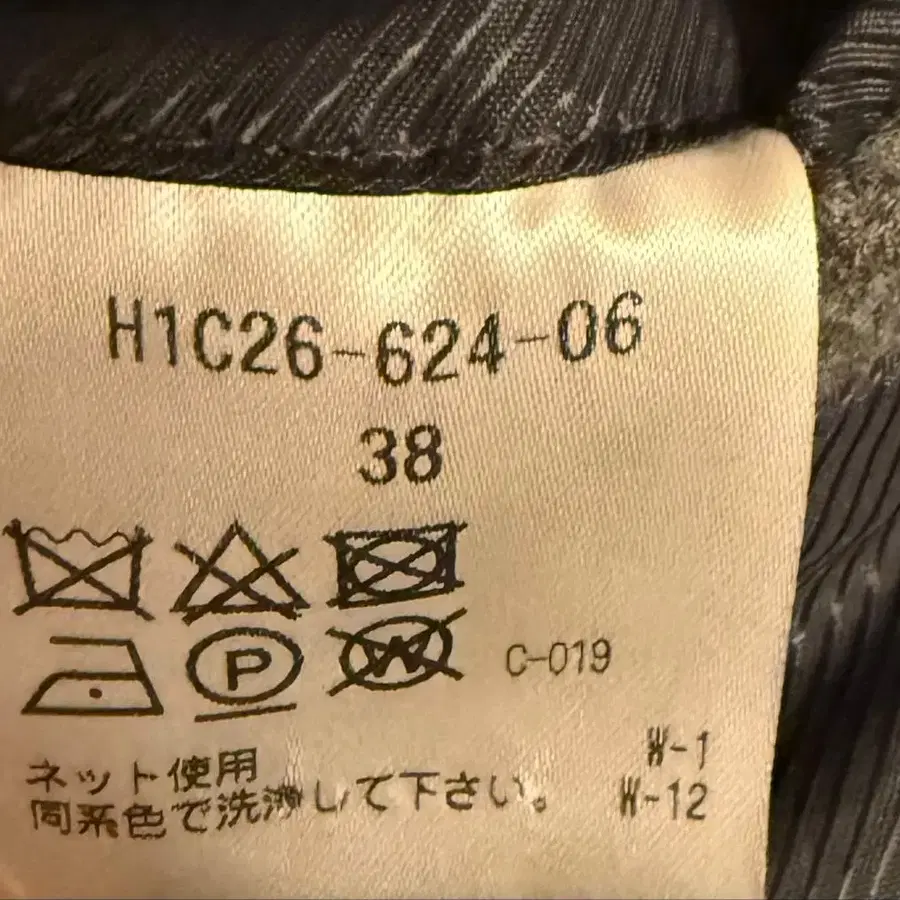 H1C26-624-06
38
P W C-019
W-1
ネット使用
W-12
同系色で洗濯して下さい。